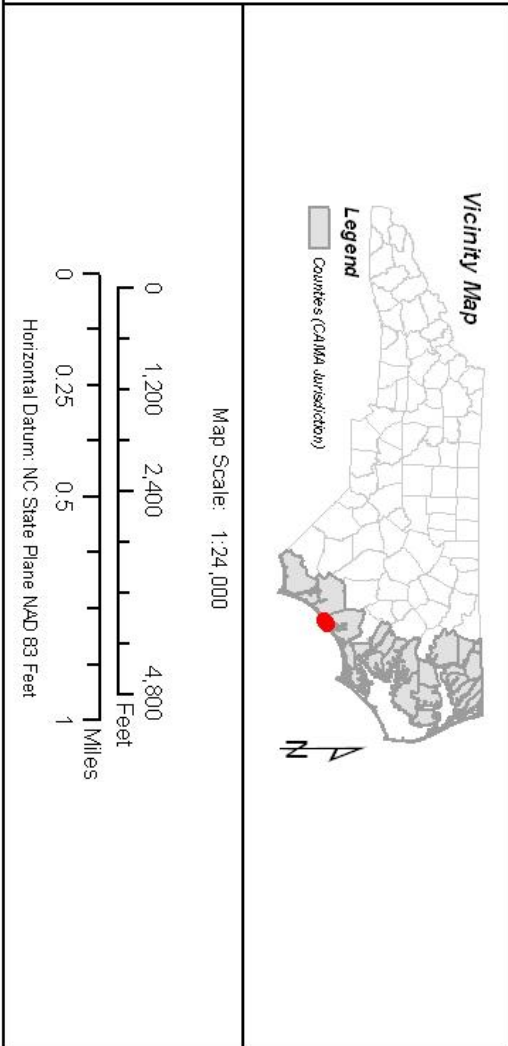 Vicinity Map
Legend
Counties (CAMA Jurisdiction)
N
Map Scale: 1:24,000
0 1,200 2,400 4,800
Feet
0 0.25 0.5 1
Miles
Horizontal Datum: NC State Plane NAD 83 Feet